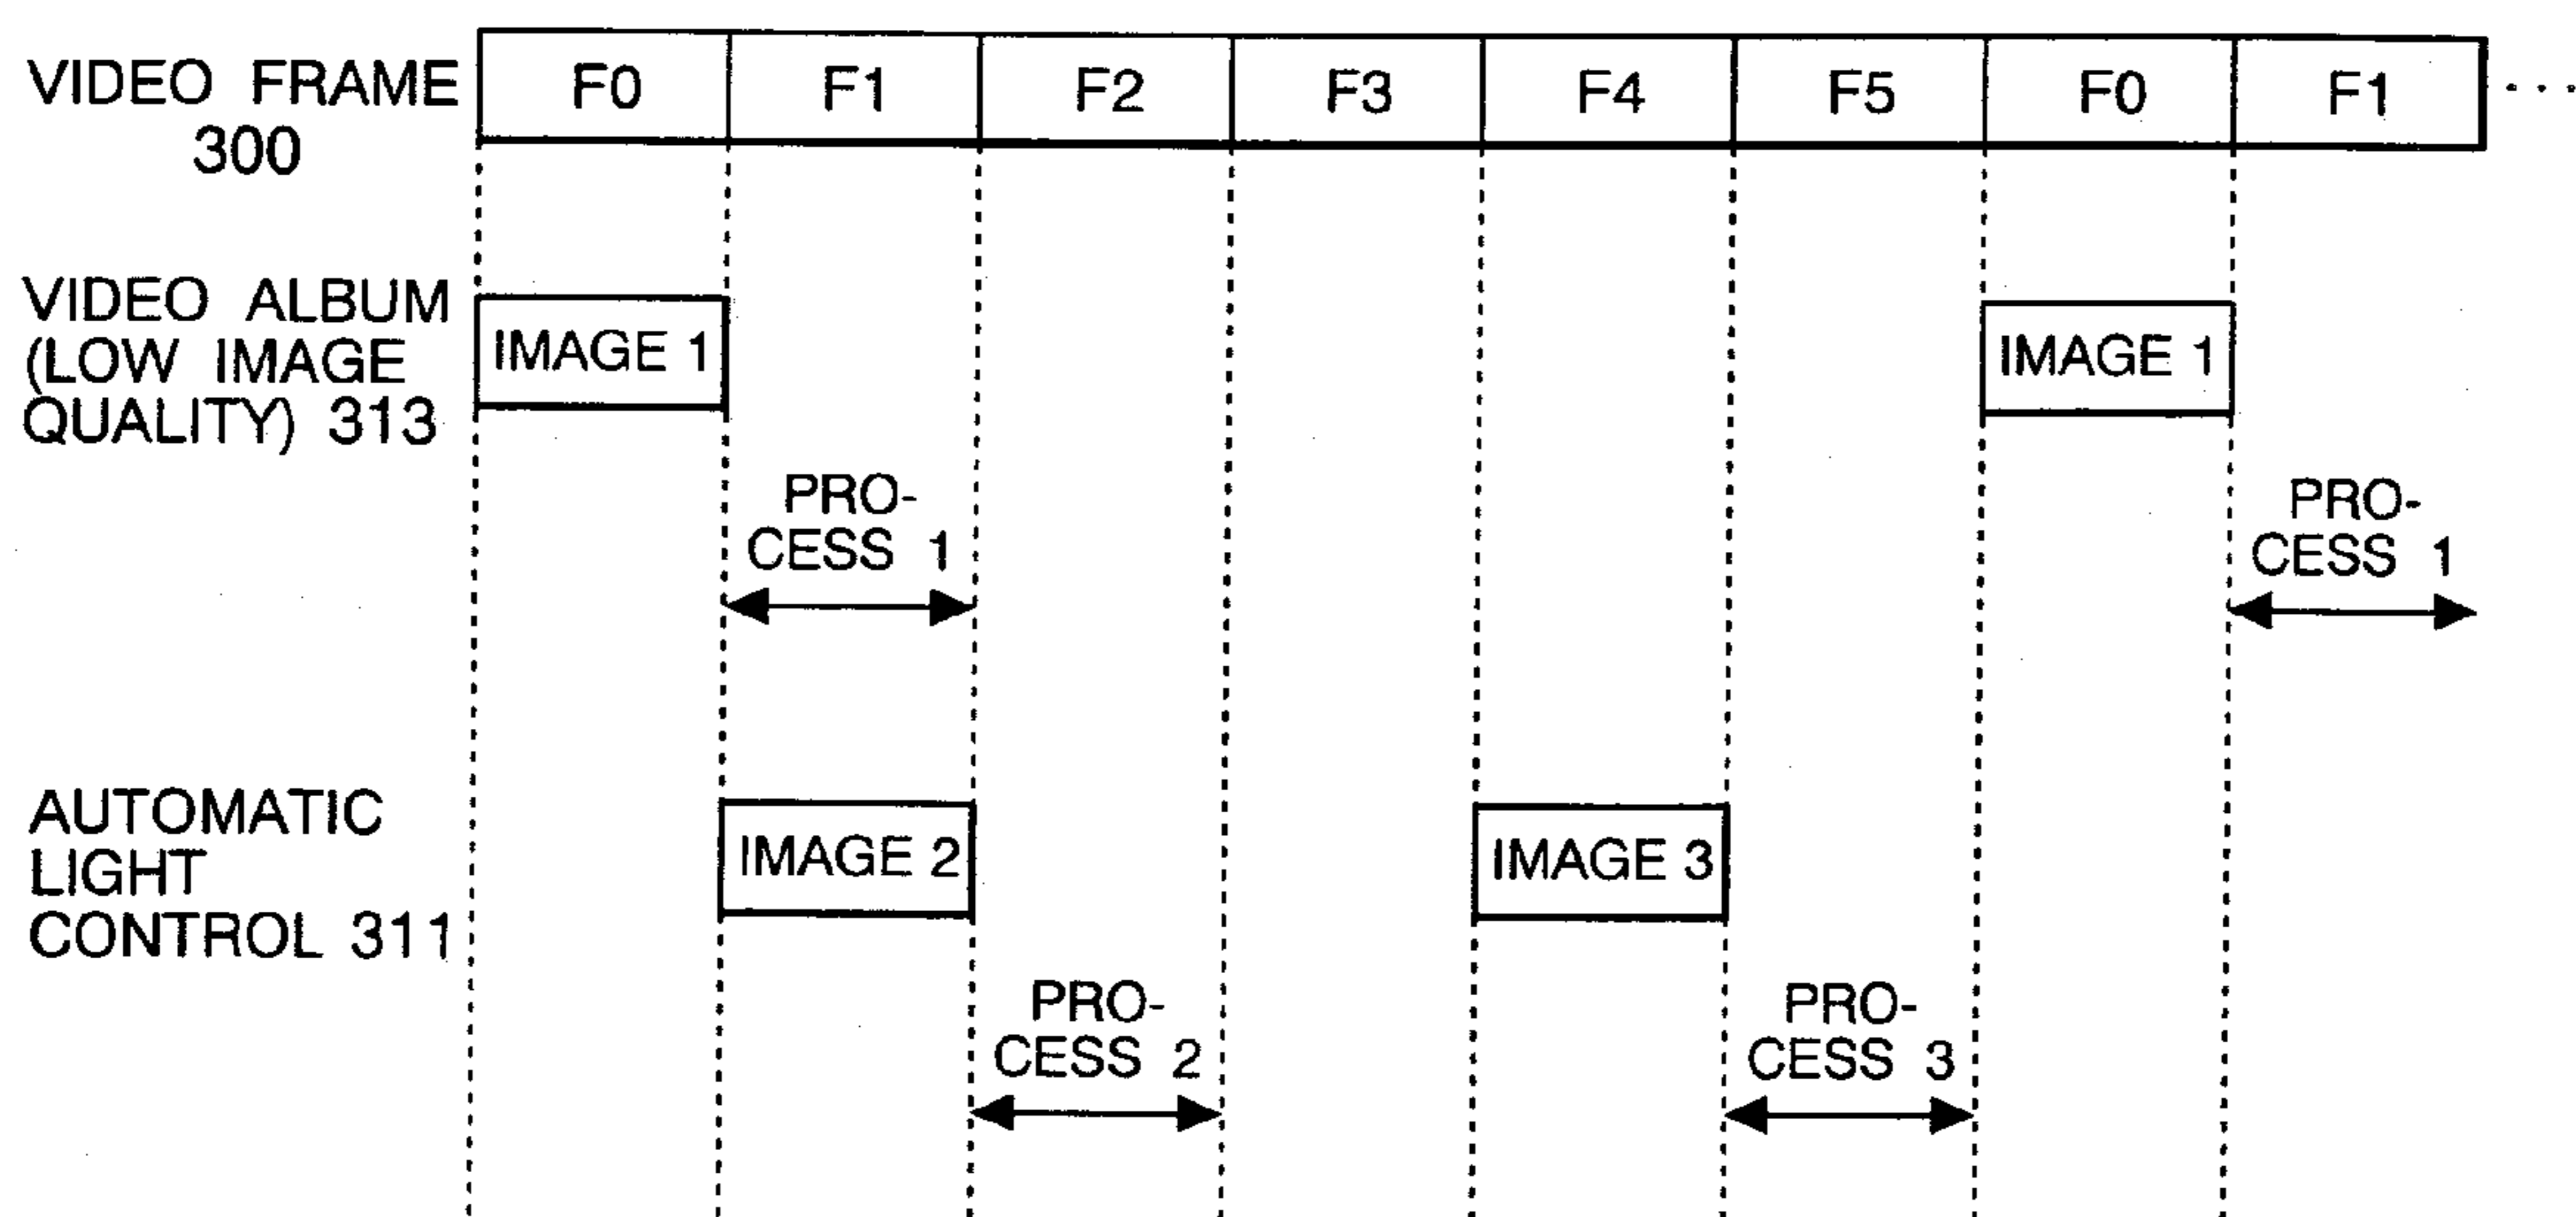 VIDEO FRAME
300
F0 F1 F2 F3 F4 F5 F0 F1 ...
VIDEO ALBUM
(LOW IMAGE
QUALITY) 313
IMAGE 1
IMAGE 1
PRO-
CESS 1
PRO-
CESS 1
AUTOMATIC
LIGHT
CONTROL 311
IMAGE 2
IMAGE 3
PRO-
CESS 2
PRO-
CESS 3